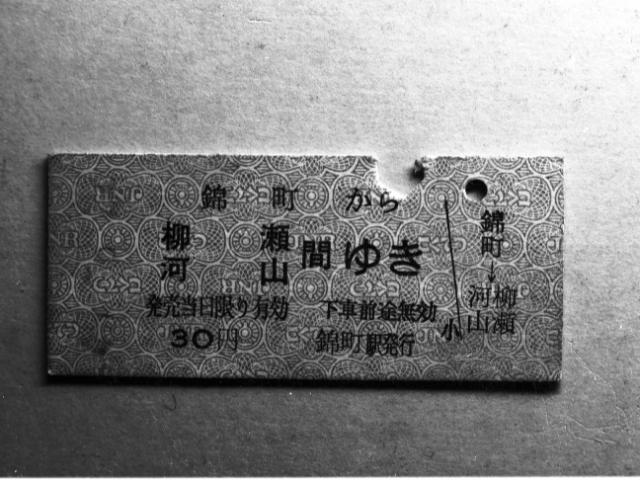 錦町から
柳瀬
河山
間ゆき
発売当日限り有効 下車前途無効
30円 錦町駅発行
小
錦町→
柳瀬
河山